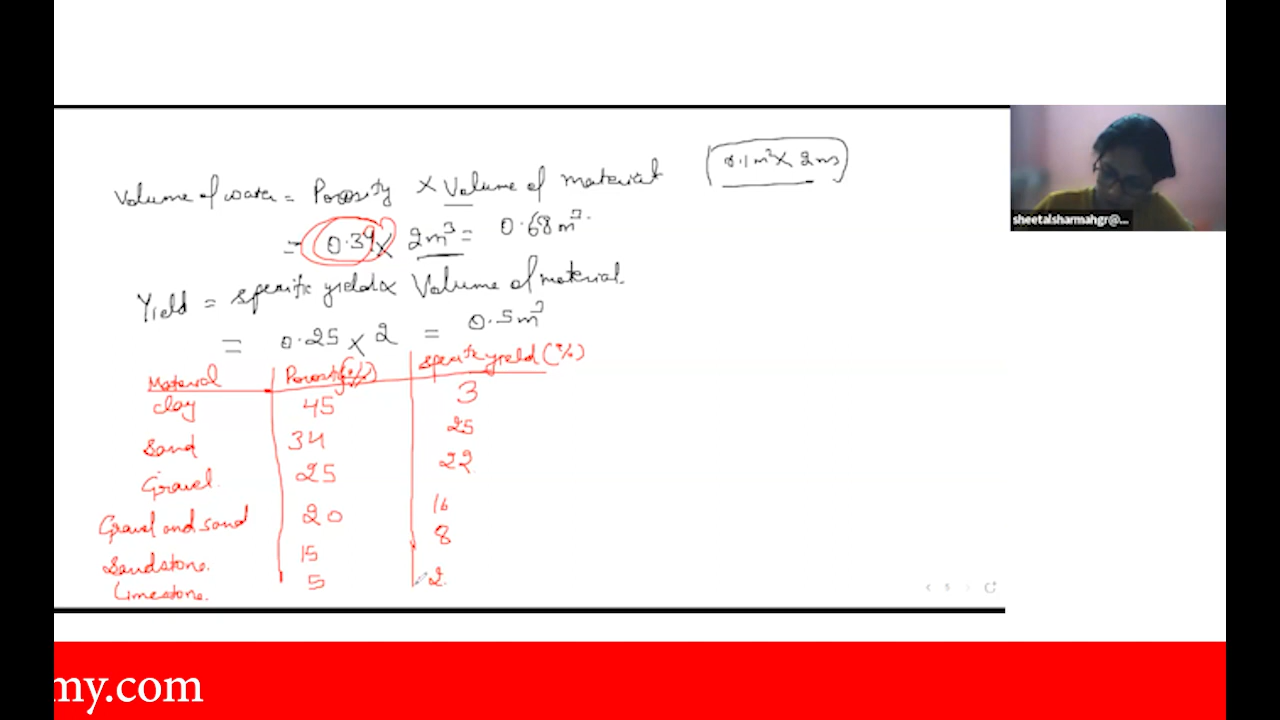 Volume of water = Porosity × Volume of material
0.1m² × 2m
= 0.34 × 2m³ = 0.68m³.
Yield = specific yield × Volume of material.
= 0.25 × 2 = 0.5m³
Material Porosity(%) specific yield (%)
clay 45 3
Sand 34 25
Gravel. 25 22
Gravel and sand 20 16
Sandstone. 15 8
Limestone. 5 2.
sheetalsharmahgr@...
< 5 >
my.com